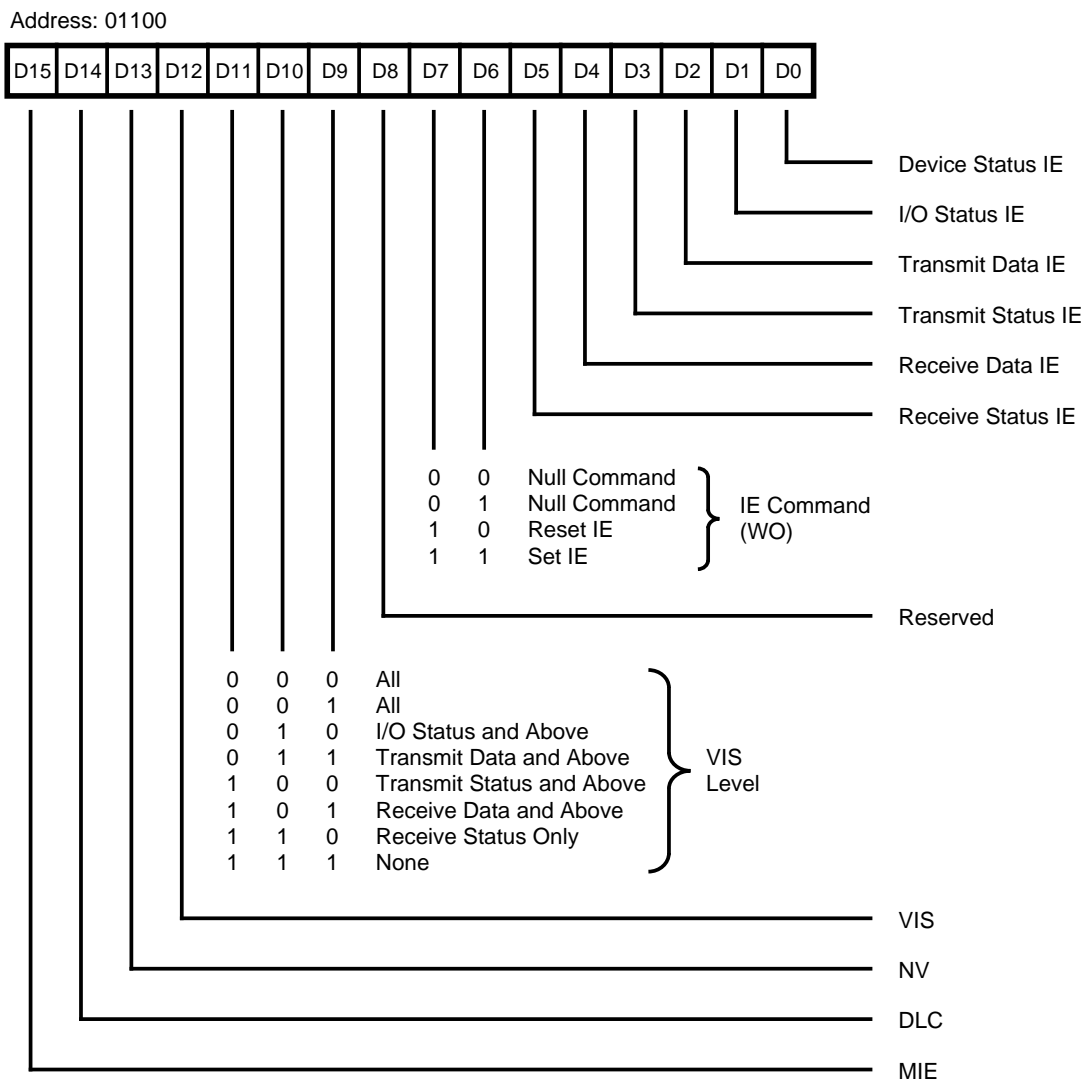 Address: 01100
D15 D14 D13 D12 D11 D10 D9 D8 D7 D6 D5 D4 D3 D2 D1 D0
Device Status IE
I/O Status IE
Transmit Data IE
Transmit Status IE
Receive Data IE
Receive Status IE
0 0 Null Command
0 1 Null Command
1 0 Reset IE
1 1 Set IE
IE Command
(WO)
Reserved
0 0 0 All
0 0 1 All
0 1 0 I/O Status and Above
0 1 1 Transmit Data and Above
1 0 0 Transmit Status and Above
1 0 1 Receive Data and Above
1 1 0 Receive Status Only
1 1 1 None
VIS
Level
VIS
NV
DLC
MIE